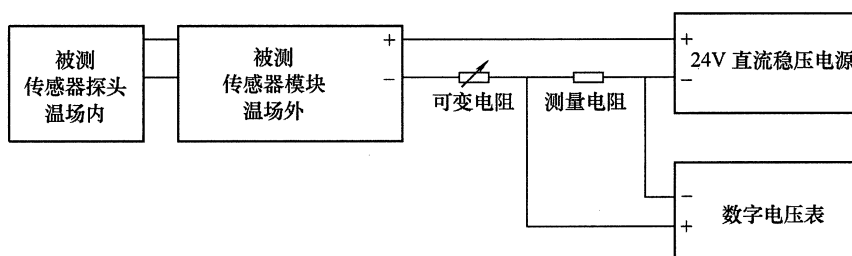 被测
传感器探头
温场内
被测
传感器模块
温场外
+
−
可变电阻
测量电阻
+
24V 直流稳压电源
−
−
数字电压表
+